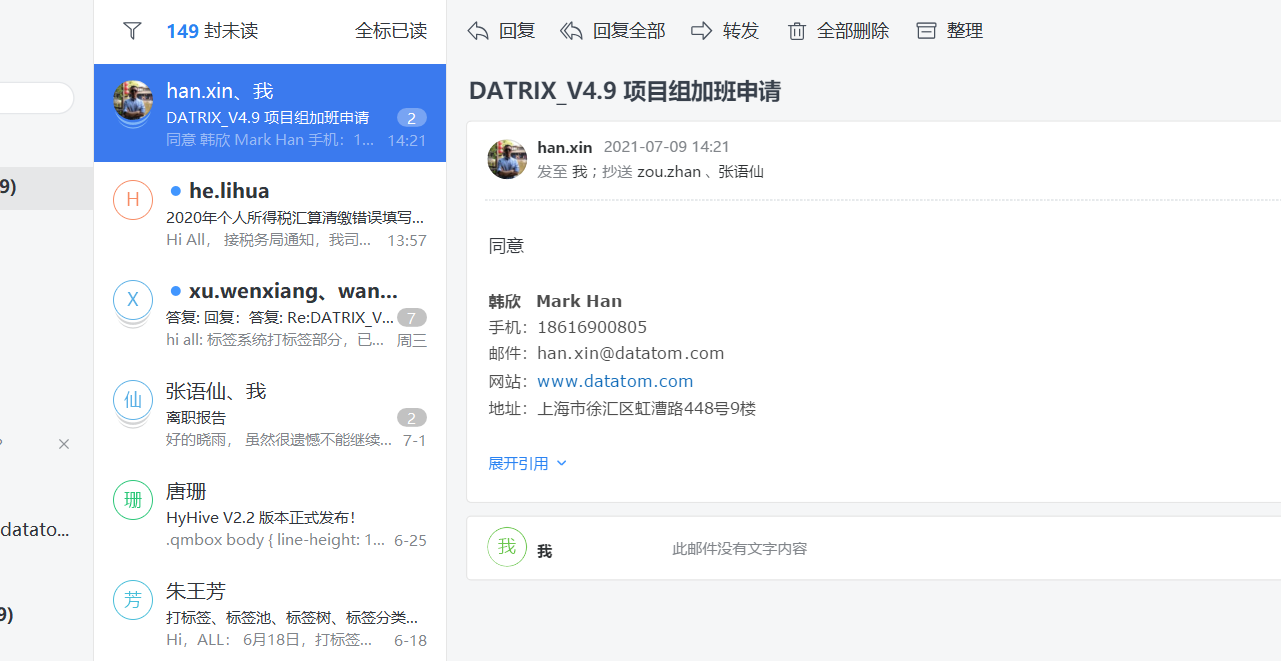 149 封未读
全标已读
回复
回复全部
转发
全部删除
整理
9)
datato...
9)
han.xin、我
DATRIX_V4.9 项目组加班申请
2
同意 韩欣 Mark Han 手机：1...
14:21
H
he.lihua
2020年个人所得税汇算清缴错误填写...
Hi All， 接税务局通知，我司...
13:57
X
xu.wenxiang、wan...
答复: 回复： 答复: Re:DATRIX_V...
7
hi all: 标签系统打标签部分，已...
周三
仙
张语仙、我
离职报告
2
好的晓雨， 虽然很遗憾不能继续...
7-1
珊
唐珊
HyHive V2.2 版本正式发布！
.qmbox body { line-height: 1...
6-25
芳
朱王芳
打标签、标签池、标签树、标签分类...
Hi，ALL： 6月18日，打标签...
6-18
DATRIX_V4.9 项目组加班申请
han.xin 2021-07-09 14:21
发至 我；抄送 zou.zhan 、张语仙
同意
韩欣 Mark Han
手机：18616900805
邮件：han.xin@datatom.com
网站：www.datatom.com
地址：上海市徐汇区虹漕路448号9楼
展开引用
我
我
此邮件没有文字内容